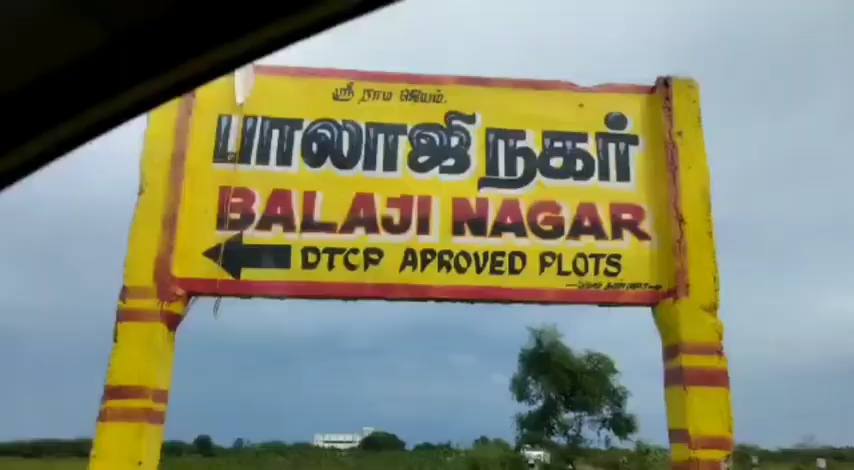 ஸ்ரீ ராம ஜெயம்.
பாலாஜி நகர்
BALAJI NAGAR
DTCP APROVED PLOTS